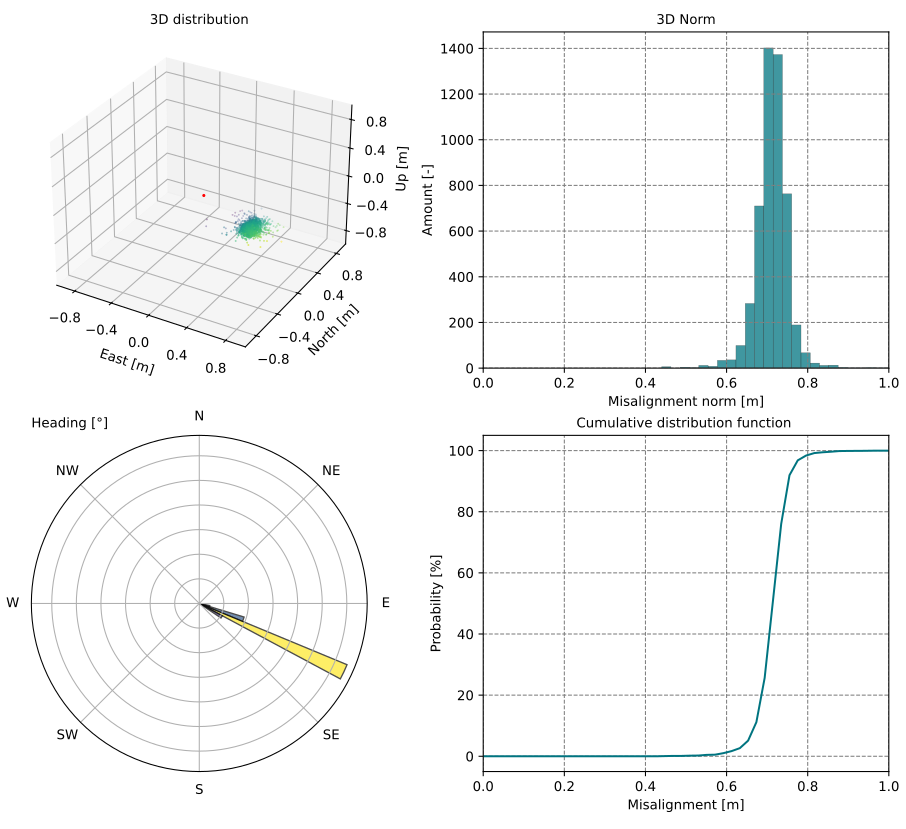 3D distribution
0.8
0.4
0.0
−0.4
−0.8
Up [m]
−0.8
−0.4
0.0
0.4
0.8
East [m]
−0.8
−0.4
0.0
0.4
0.8
North [m]
3D Norm
1400
1200
1000
800
600
400
200
0
Amount [-]
0.0 0.2 0.4 0.6 0.8 1.0
Misalignment norm [m]
Heading [°]
N
NW NE
W E
SW SE
S
Cumulative distribution function
100
80
60
40
20
0
Probability [%]
0.0 0.2 0.4 0.6 0.8 1.0
Misalignment [m]